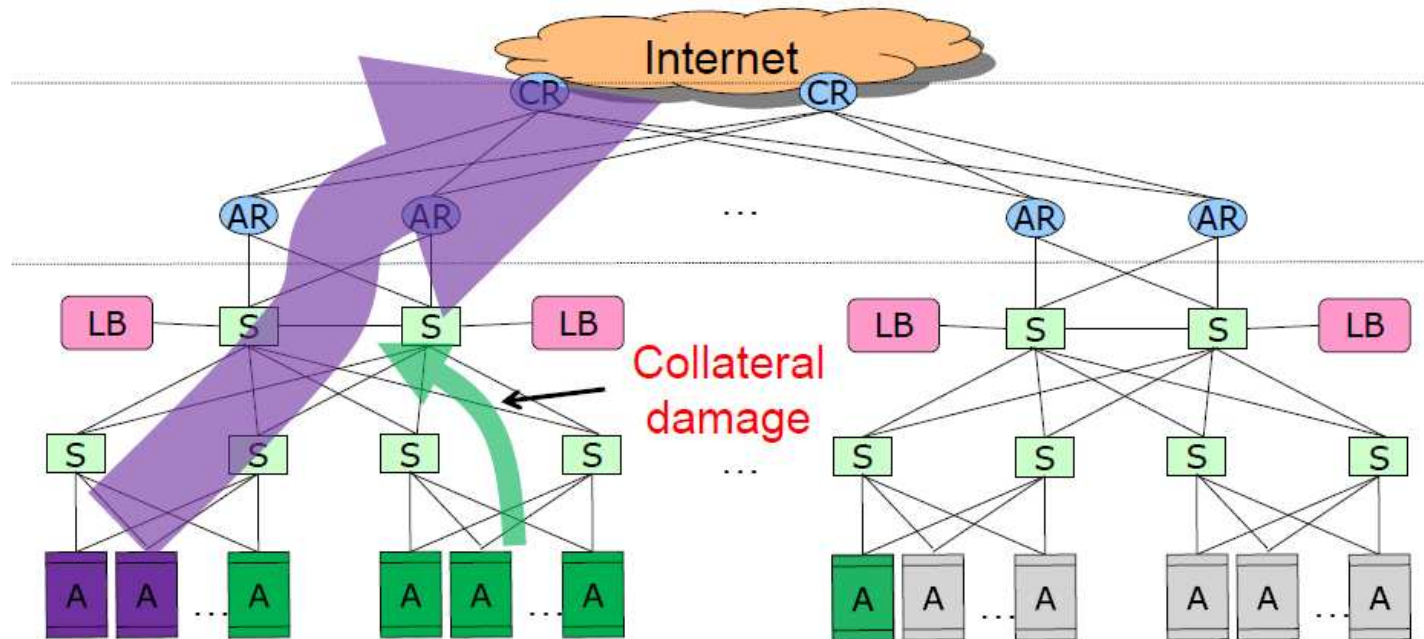 Internet
CR CR
AR AR ... AR AR
LB S S LB LB S S LB
Collateral
damage
S S S S ... S S S S
A A ... A A A ... A A A ... A A A ... A